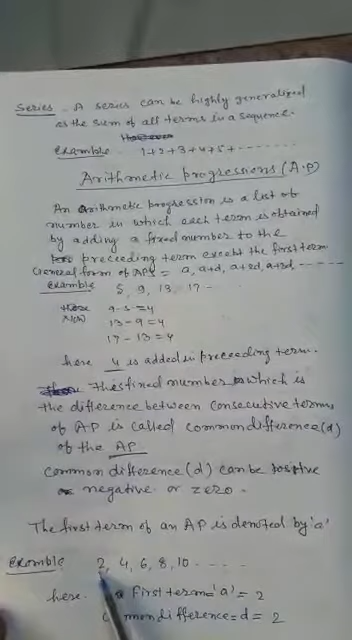 Series - A series can be highly generalized
as the sum of all terms in a sequence.
Example 1+2+3+4+5+-------
Arithmetic progressions (A.P)
An Arithmetic progression is a list of
number in which each term is obtained
by adding a fixed number to the
preceeding term except the first term
General form of AP = a, a+d, a+2d, a+3d, -----
Example 5, 9, 13, 17 -
9-5=4
13-9=4
17-13=4
here 4 is added in preceeding term.
this fixed number which is
the difference between consecutive terms
of AP is called common difference (d)
of the AP
common difference (d) can be positive
negative or zero.
The first term of an AP is denoted by 'a'
Example 2, 4, 6, 8, 10 ----
here. first term = 'a' = 2
common difference = d = 2